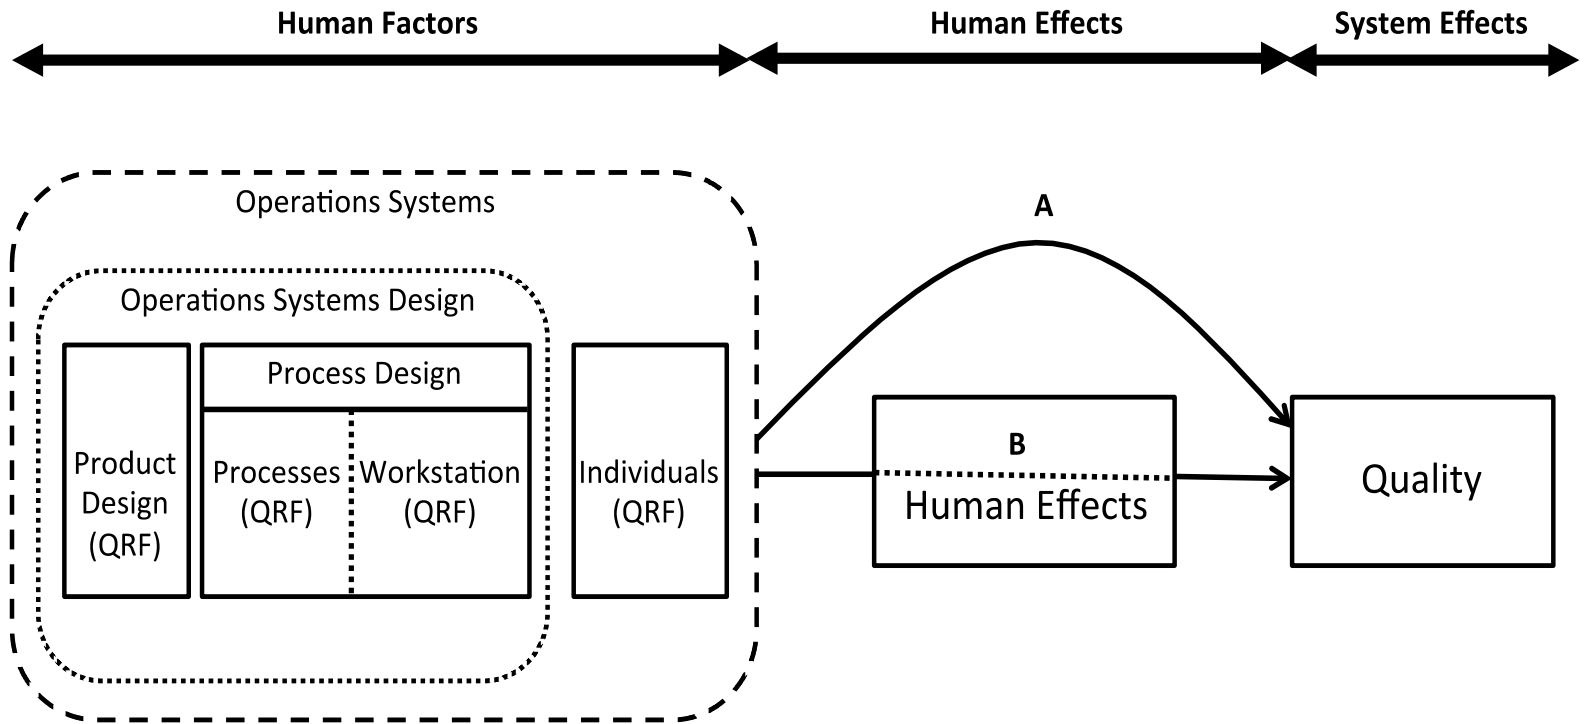 Human Factors
Human Effects
System Effects
Operations Systems
A
Operations Systems Design
Process Design
Product
Design
(QRF)
Processes
(QRF)
Workstation
(QRF)
Individuals
(QRF)
B
Human Effects
Quality